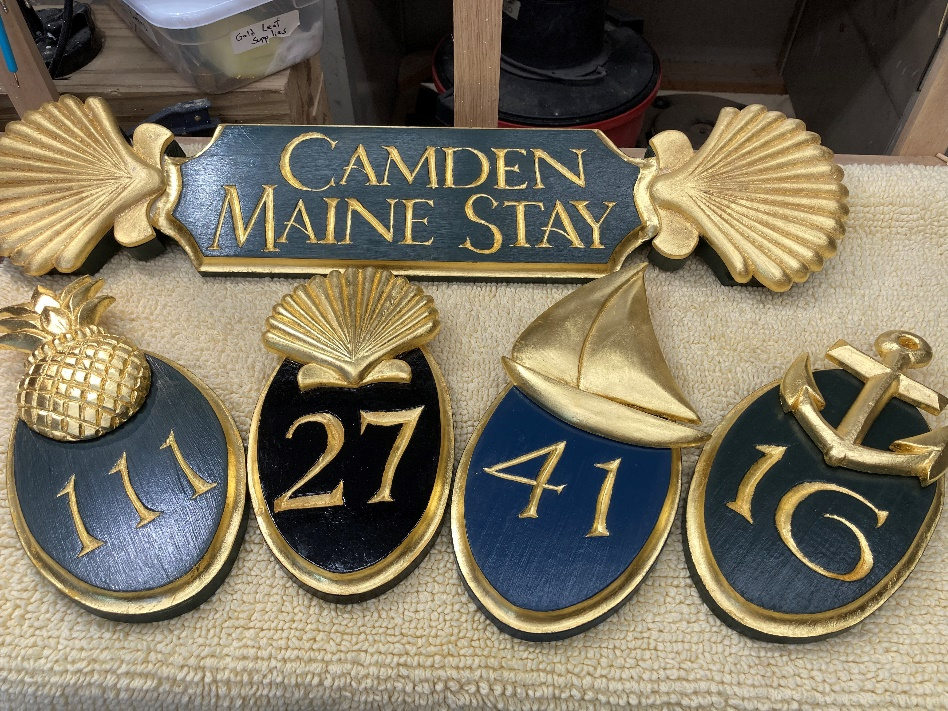 Gold Leaf
Supplies
CAMDEN
MAINE STAY
111
27
41
16